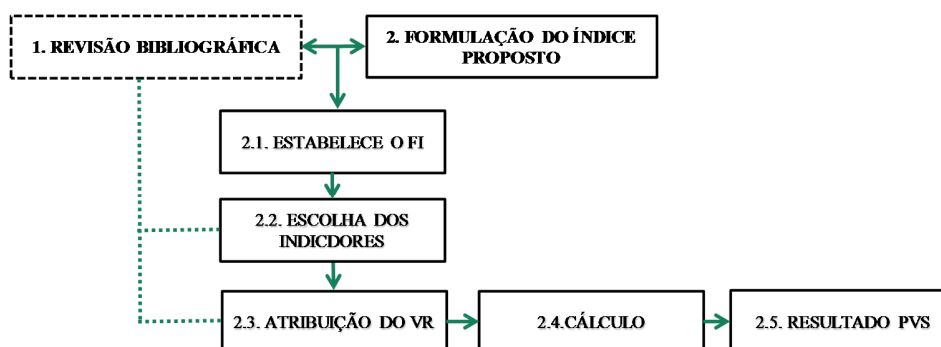 1. REVISÃO BIBLIOGRÁFICA
2. FORMULAÇÃO DO ÍNDICE
PROPOSTO
2.1. ESTABELECE O FI
2.2. ESCOLHA DOS
INDICDORES
2.3. ATRIBUIÇÃO DO VR
2.4.CÁLCULO
2.5. RESULTADO PVS